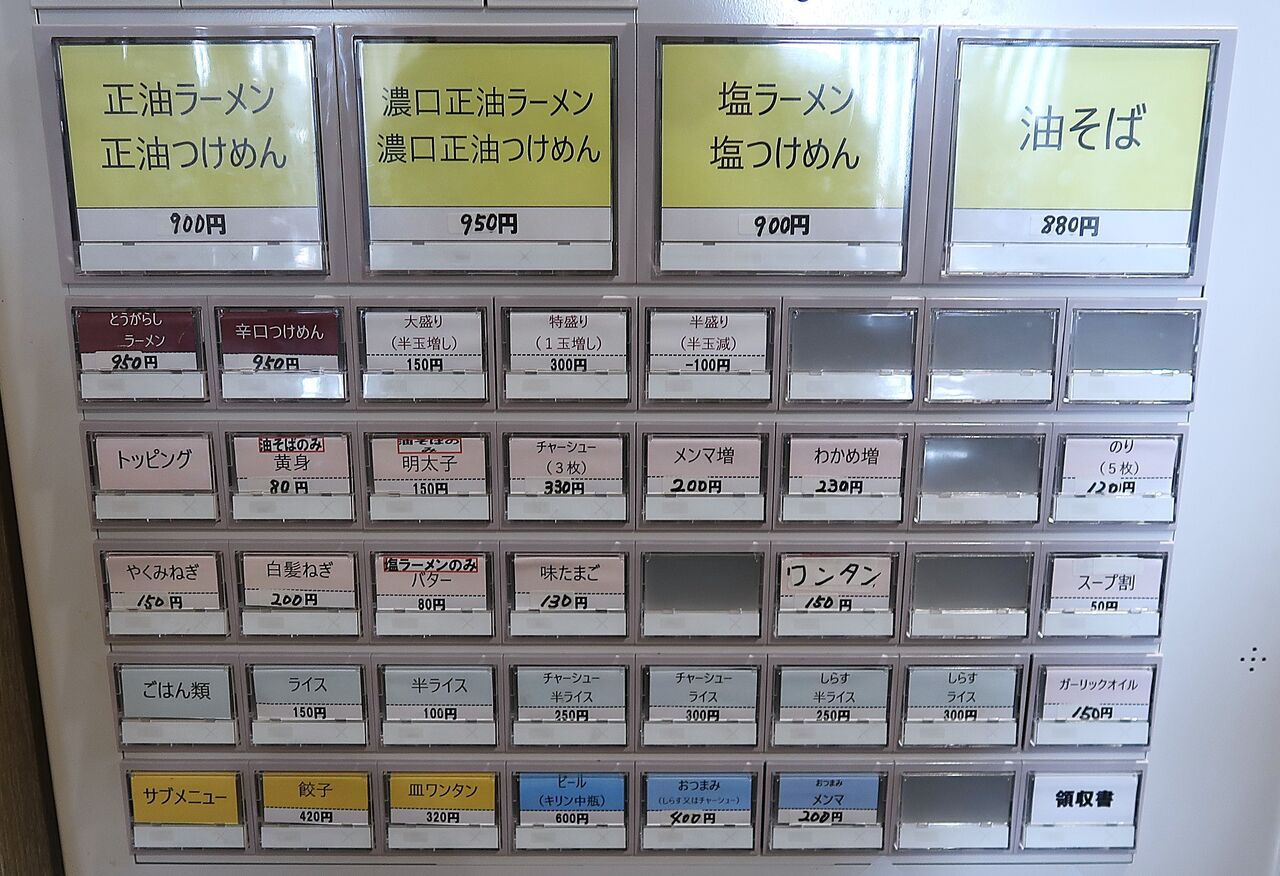 正油ラーメン
正油つけめん
900円
濃口正油ラーメン
濃口正油つけめん
950円
塩ラーメン
塩つけめん
900円
油そば
880円
とうがらし
ラーメン
950円
辛口つけめん
950円
大盛り
(半玉増し)
150円
特盛り
(1玉増し)
300円
半盛り
(半玉減)
-100円
トッピング
油そばのみ
黄身
80円
油そばの
み
明太子
150円
チャーシュー
(3枚)
330円
メンマ増
200円
わかめ増
230円
のり
(5枚)
120円
やくみねぎ
150円
白髪ねぎ
200円
塩ラーメンのみ
バター
80円
味たまご
130円
ワンタン
150円
スープ割
50円
ごはん類
ライス
150円
半ライス
100円
チャーシュー
半ライス
250円
チャーシュー
ライス
300円
しらす
半ライス
250円
しらす
ライス
300円
ガーリックオイル
150円
サブメニュー
餃子
420円
皿ワンタン
320円
ビール
(キリン中瓶)
600円
おつまみ
(しらす又はチャーシュー)
400円
おつまみ
メンマ
200円
領収書